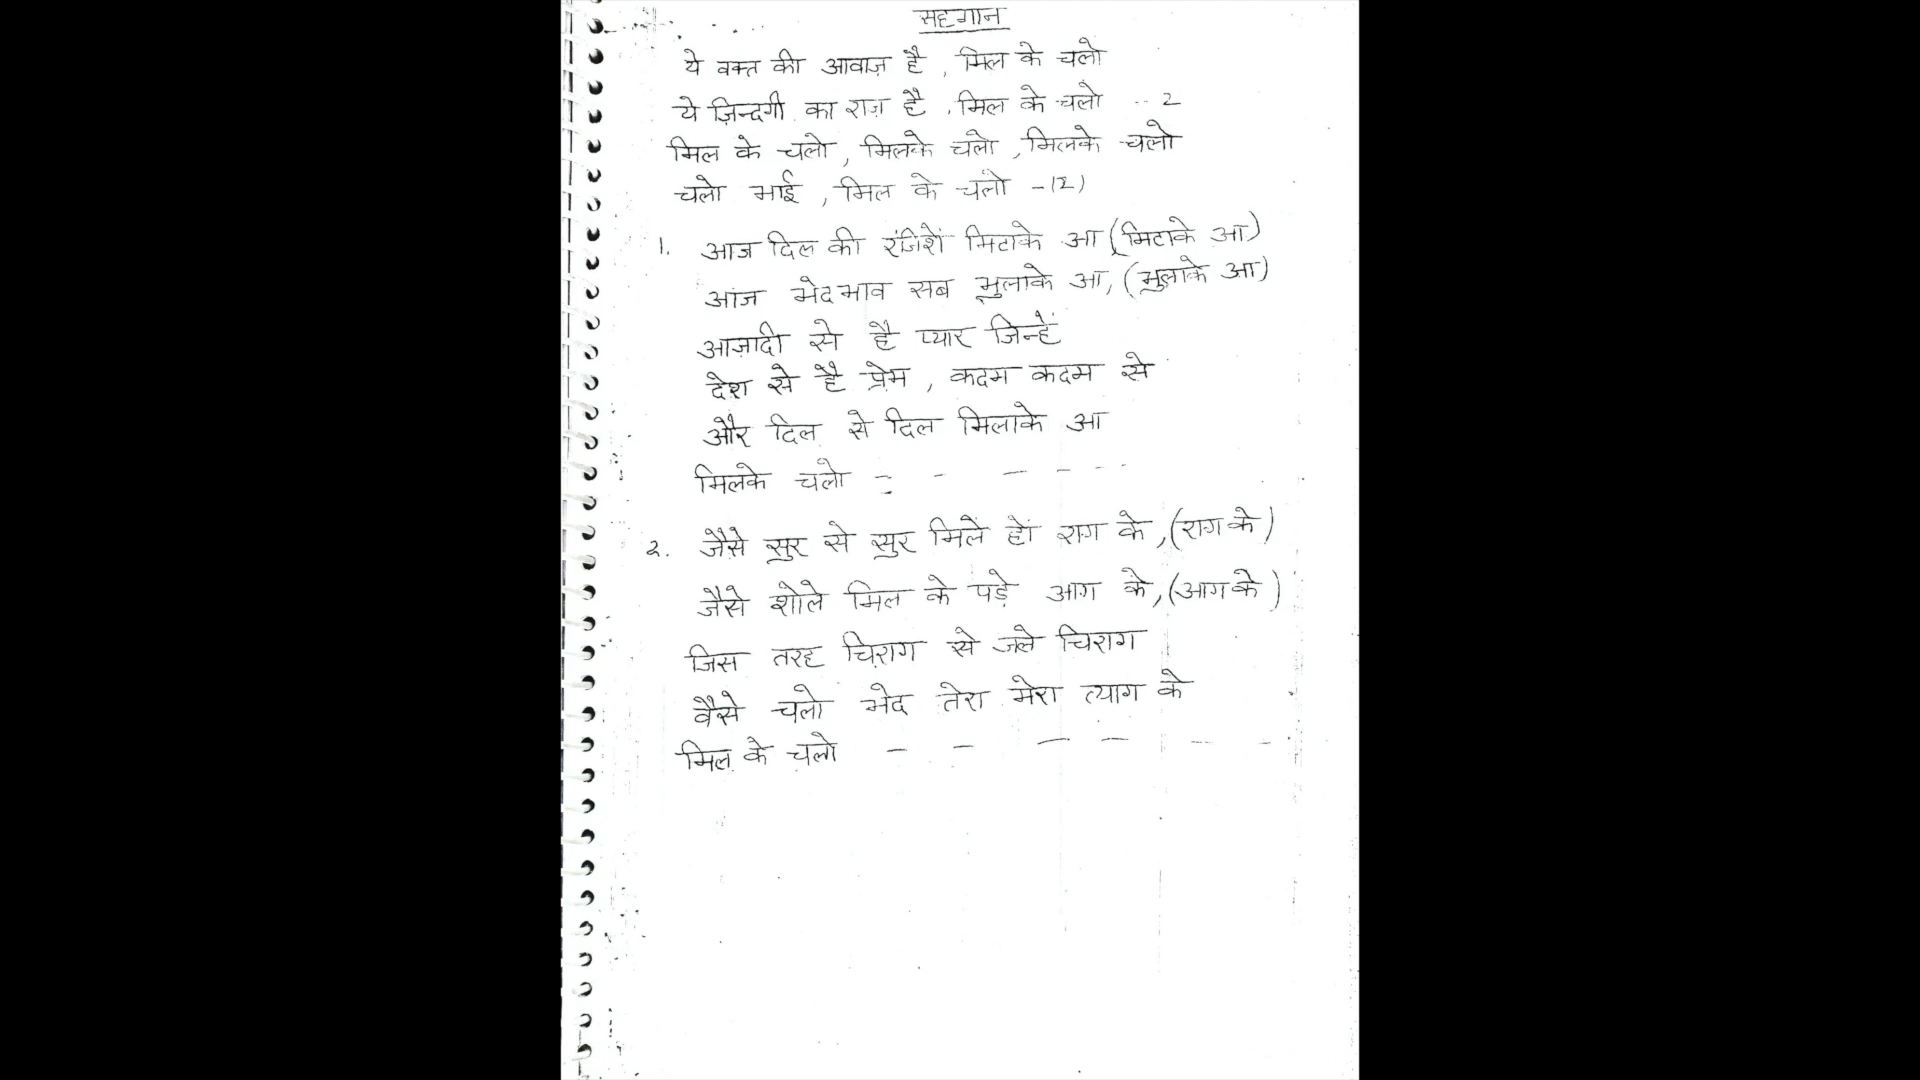 सहगान
ये वक्त की आवाज़ है, मिल के चलो
ये ज़िन्दगी का राज़ है, मिल के चलो -- 2
मिल के चलो, मिलके चलो, मिलके चलो
चलो भाई, मिल के चलो -(2)
1. आज दिल की रंजिशें मिटाके आ (मिटाके आ)
आज भेदभाव सब भुलाके आ, (भुलाके आ)
आज़ादी से है प्यार जिन्हें
देश से है प्रेम, कदम कदम से
और दिल से दिल मिलाके आ
मिलके चलो - - - - - -
2. जैसे सुर से सुर मिलें हों राग के, (राग के)
जैसे शोले मिल के पड़े आग के, (आग के)
जिस तरह चिराग से जले चिराग
वैसे चलो भेद तेरा मेरा त्याग के
मिल के चलो - - - - - -